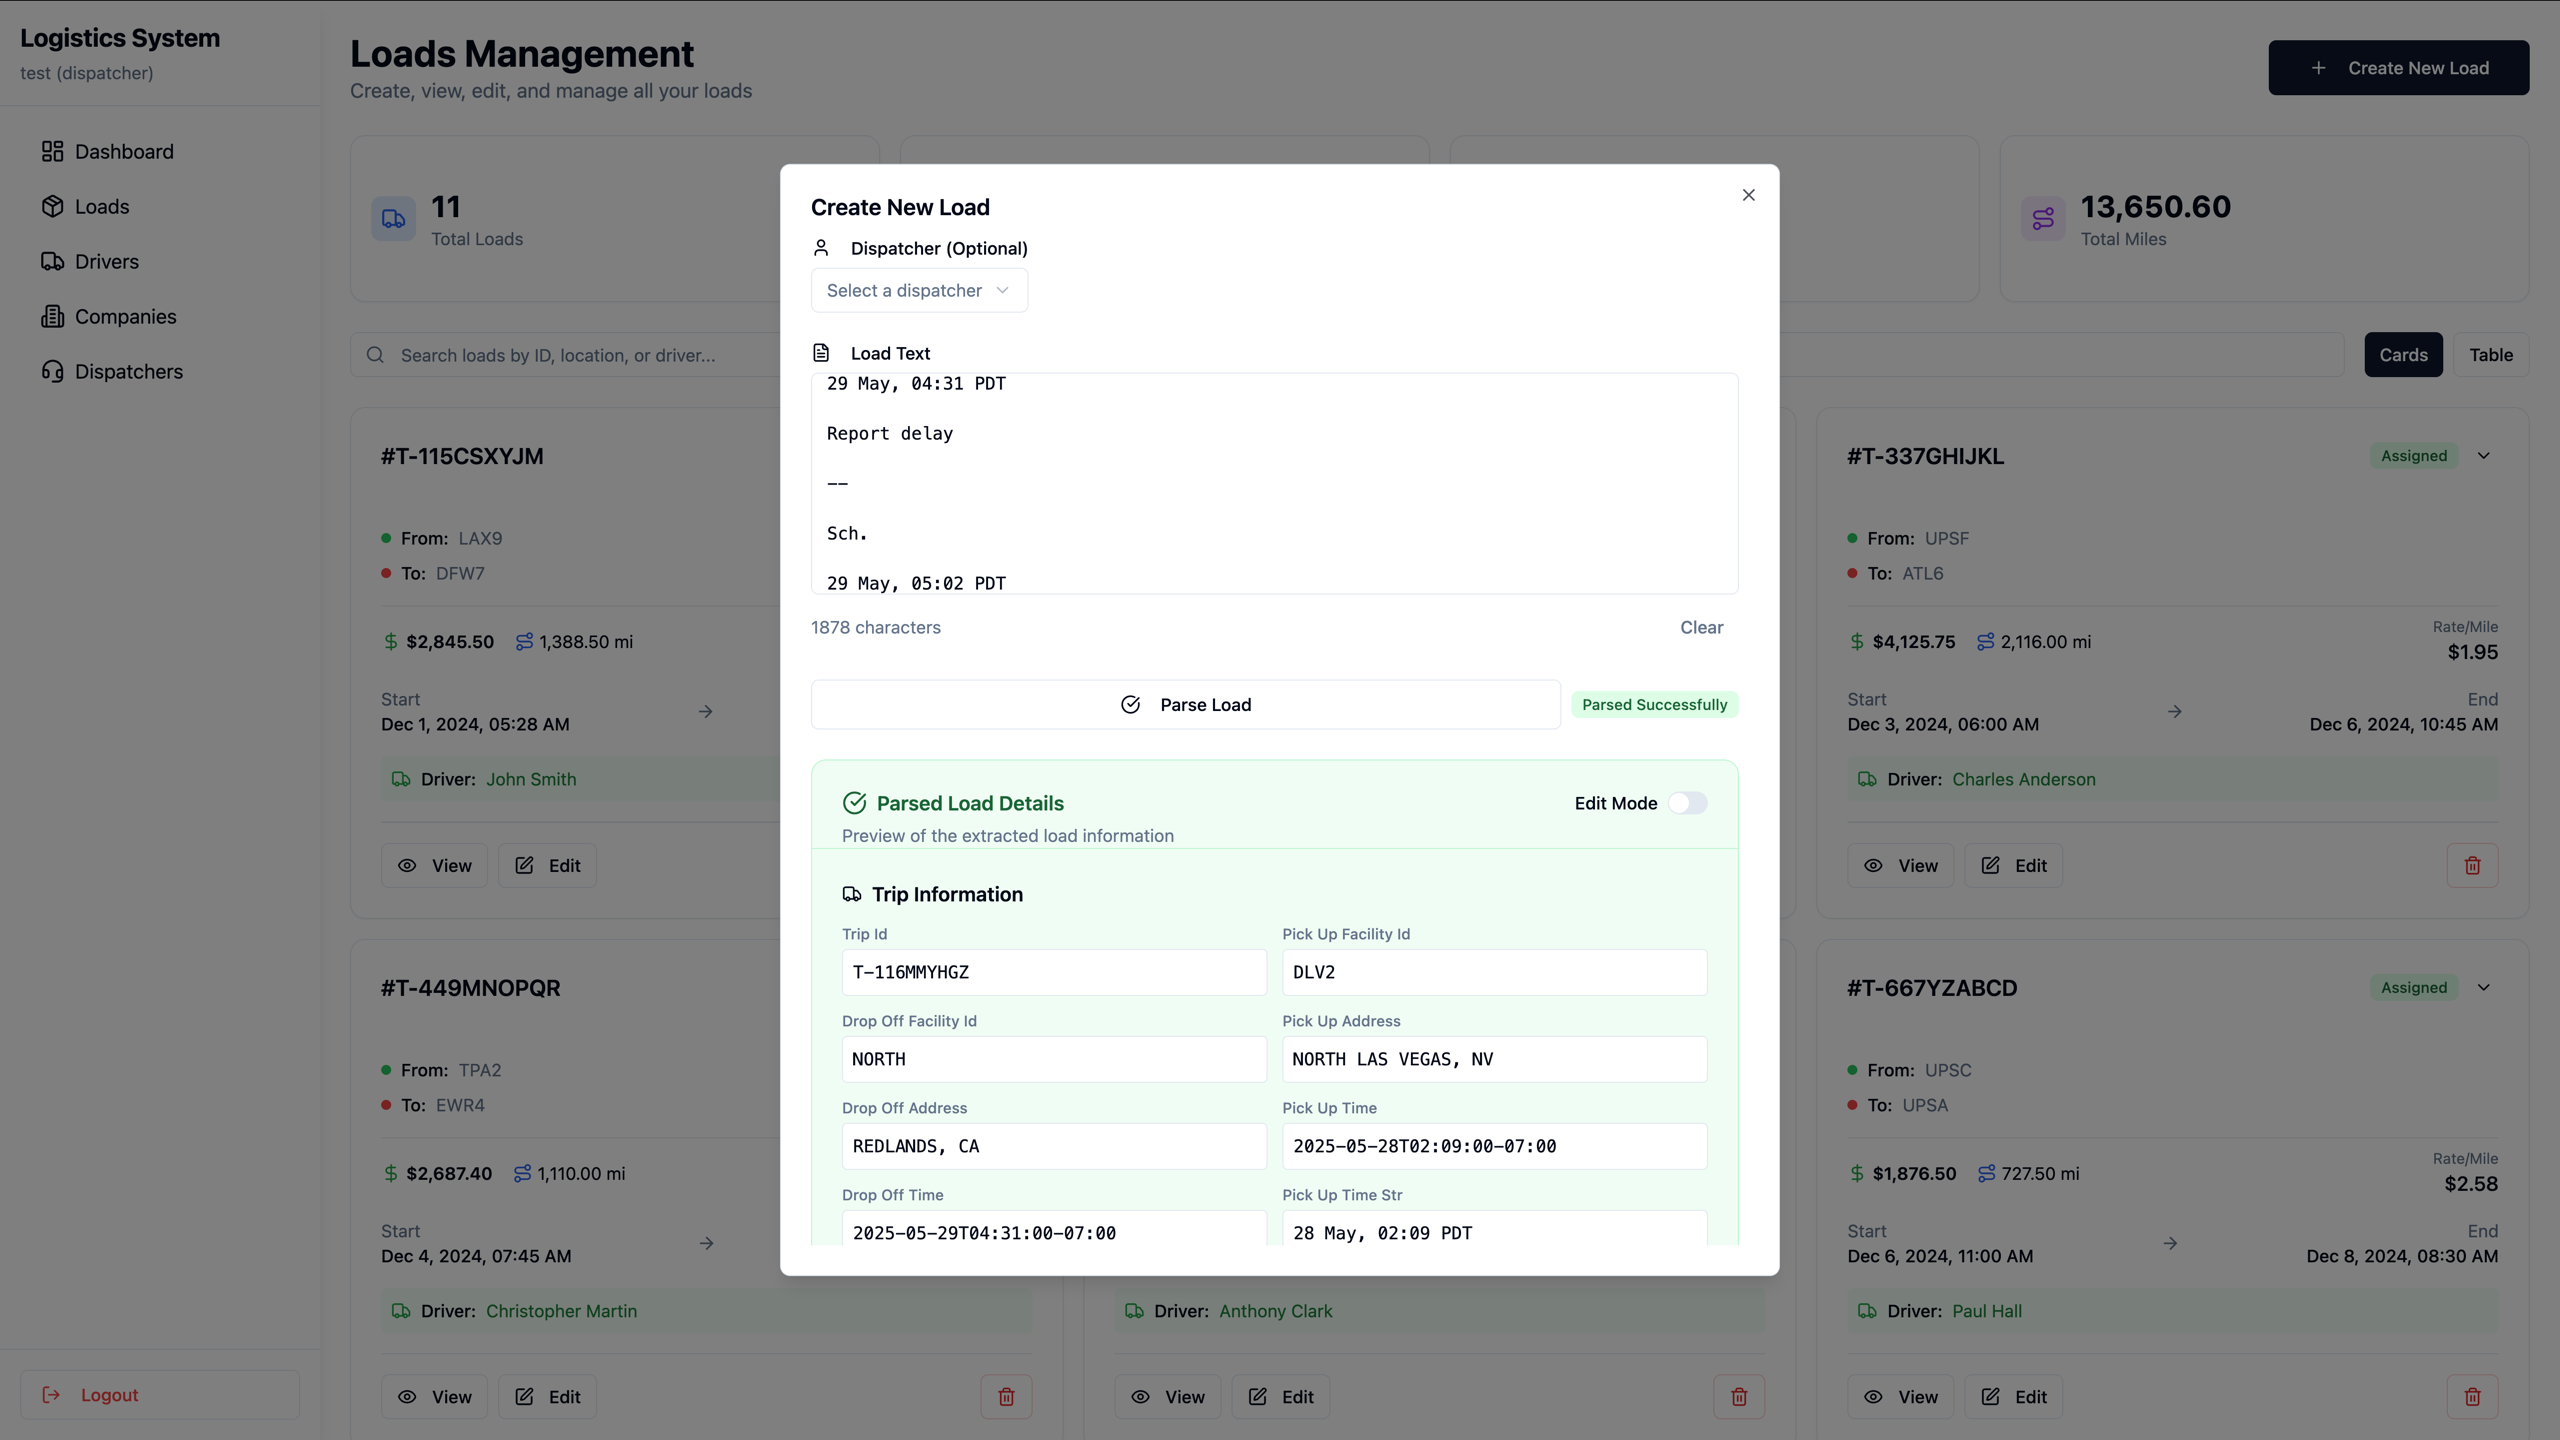 Logistics System
test (dispatcher)
Dashboard
Loads
Drivers
Companies
Dispatchers
Logout
Loads Management
Create, view, edit, and manage all your loads
+ Create New Load
11
Total Loads
13,650.60
Total Miles
Search loads by ID, location, or driver...
Cards
Table
#T-115CSXYJM
From: LAX9
To: DFW7
$2,845.50
1,388.50 mi
Start
Dec 1, 2024, 05:28 AM
Driver: John Smith
View
Edit
#T-337GHIJKL
Assigned
From: UPSF
To: ATL6
$4,125.75
2,116.00 mi
Rate/Mile
$1.95
Start
Dec 3, 2024, 06:00 AM
End
Dec 6, 2024, 10:45 AM
Driver: Charles Anderson
View
Edit
#T-449MNOPQR
From: TPA2
To: EWR4
$2,687.40
1,110.00 mi
Start
Dec 4, 2024, 07:45 AM
Driver: Christopher Martin
View
Edit
Driver: Anthony Clark
View
Edit
#T-667YZABCD
Assigned
From: UPSC
To: UPSA
$1,876.50
727.50 mi
Rate/Mile
$2.58
Start
Dec 6, 2024, 11:00 AM
End
Dec 8, 2024, 08:30 AM
Driver: Paul Hall
View
Edit
Create New Load
Dispatcher (Optional)
Select a dispatcher
Load Text
29 May, 04:31 PDT
Report delay
--
Sch.
29 May, 05:02 PDT
1878 characters
Clear
Parse Load
Parsed Successfully
Parsed Load Details
Edit Mode
Preview of the extracted load information
Trip Information
Trip Id
T-116MMYHGZ
Pick Up Facility Id
DLV2
Drop Off Facility Id
NORTH
Pick Up Address
NORTH LAS VEGAS, NV
Drop Off Address
REDLANDS, CA
Pick Up Time
2025-05-28T02:09:00-07:00
Drop Off Time
2025-05-29T04:31:00-07:00
Pick Up Time Str
28 May, 02:09 PDT